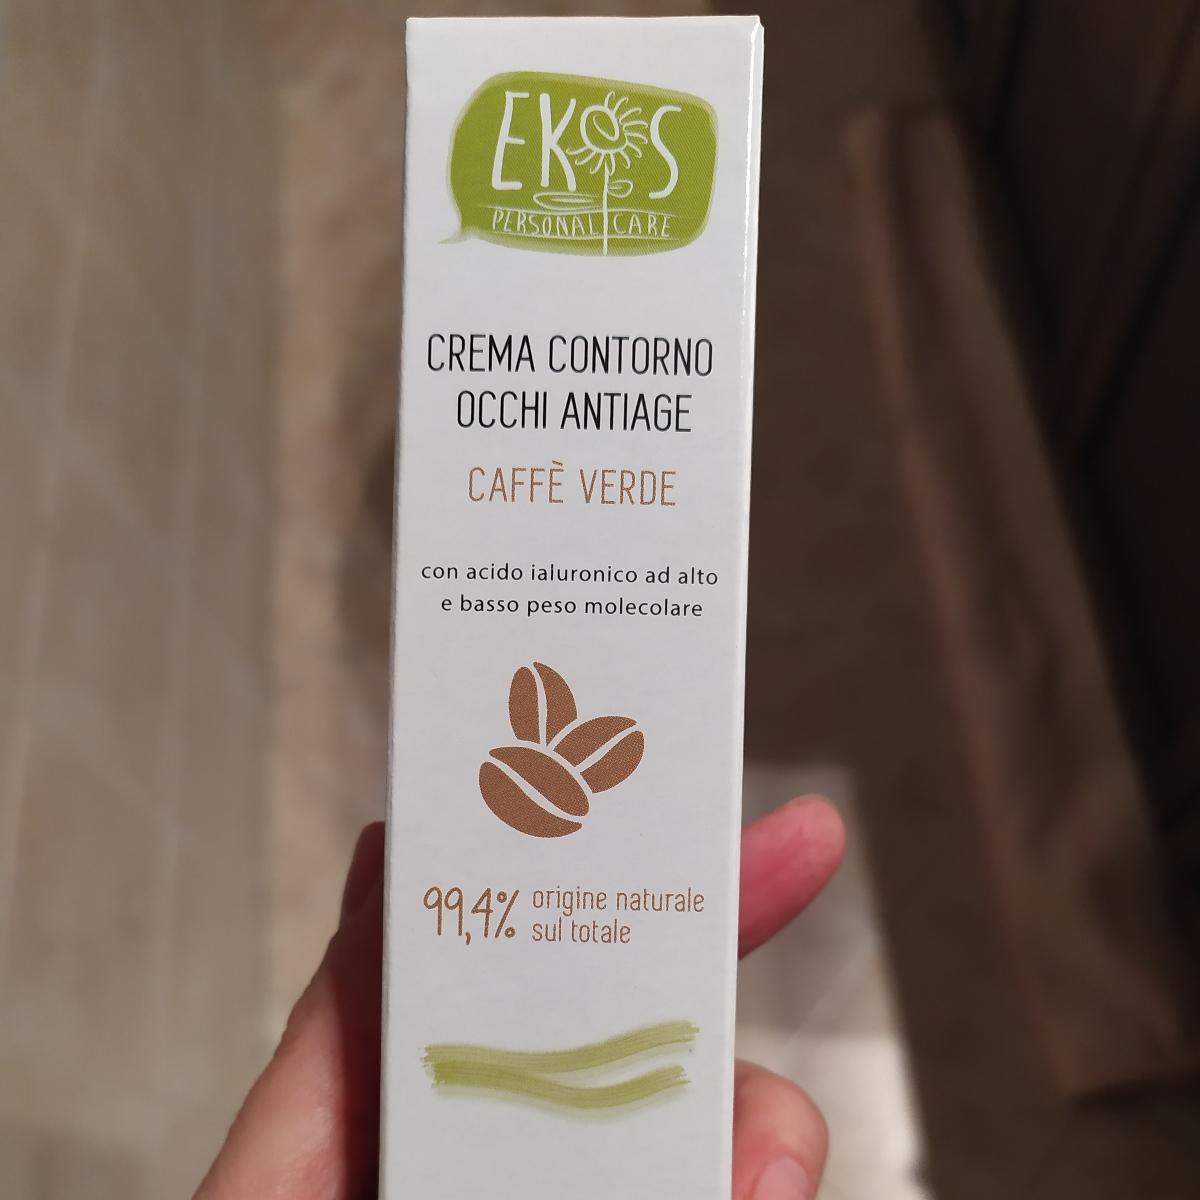 EKOS
PERSONAL CARE
CREMA CONTORNO
OCCHI ANTIAGE
CAFFÈ VERDE
con acido ialuronico ad alto
e basso peso molecolare
99,4% origine naturale
sul totale